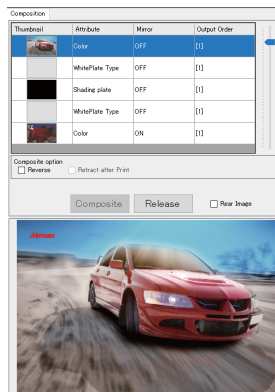 Composition
Thumbnail Attribute Mirror Output Order
Color OFF [1]
WhitePlate Type OFF [1]
Shading plate OFF [1]
WhitePlate Type OFF [1]
Color ON [1]
Composite option
Reverse Retract after Print
Composite Release Rear Image